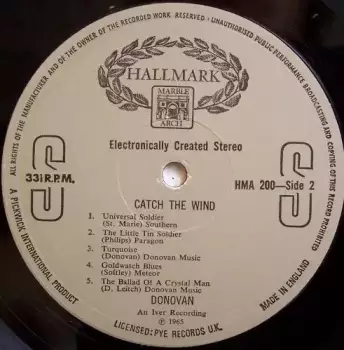 ALL RIGHTS OF THE MANUFACTURER AND OF THE OWNER OF THE RECORDED WORK RESERVED - UNAUTHORISED PUBLIC PERFORMANCE BROADCASTING AND COPYING OF THIS RECORD PROHIBITED
HALLMARK
MARBLE
ARCH
Electronically Created Stereo
S
S
33⅓ R.P.M.
HMA 200—Side 2
CATCH THE WIND
1. Universal Soldier
(St. Marie) Southern
2. The Little Tin Soldier
(Philips) Paragon
3. Turquoise
(Donovan) Donovan Music
4. Goldwatch Blues
(Softley) Meteor
5. The Ballad Of A Crystal Man
(D. Leitch) Donovan Music
DONOVAN
An Iver Recording
℗ 1965
LICENSED: PYE RECORDS U.K.
A PICKWICK INTERNATIONAL PRODUCT
MADE IN ENGLAND